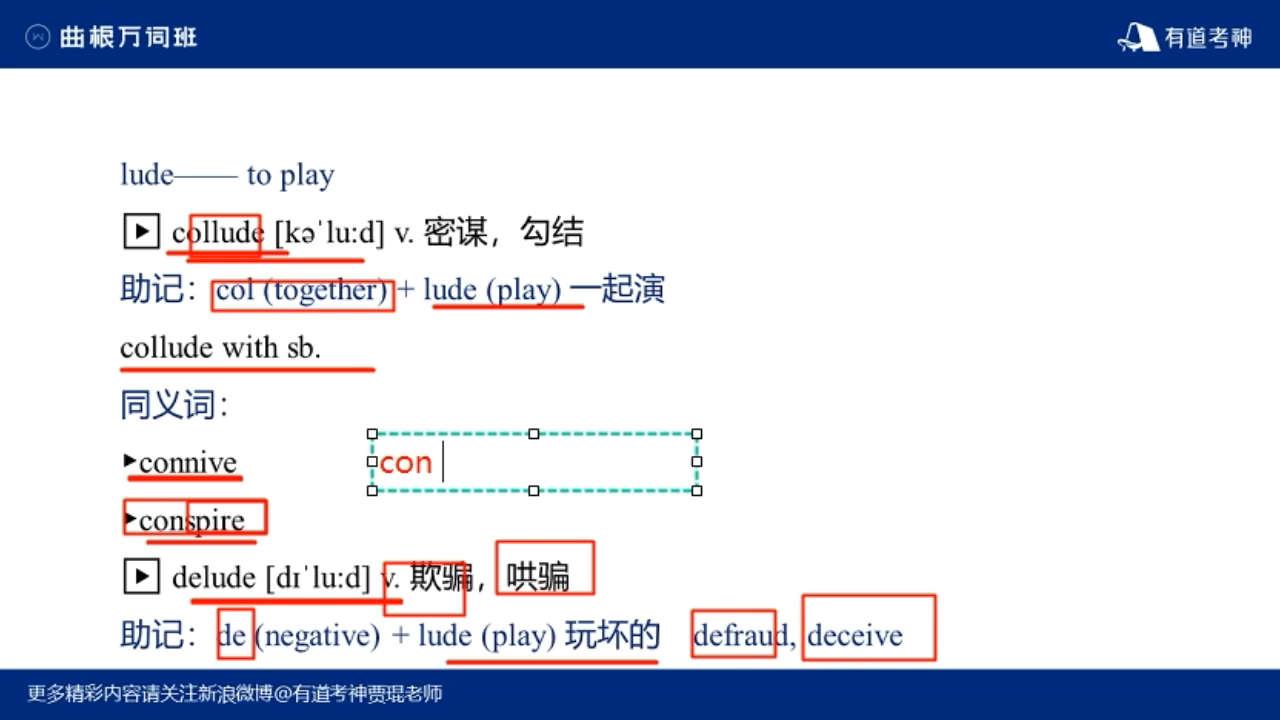 曲根万词班
有道考神
lude—— to play
collude [kəˈlu:d] v. 密谋，勾结
助记：col (together) + lude (play) 一起演
collude with sb.
同义词：
▸connive
con
▸conspire
delude [dɪˈlu:d] v. 欺骗，哄骗
助记：de (negative) + lude (play) 玩坏的 defraud, deceive
更多精彩内容请关注新浪微博@有道考神贾琨老师